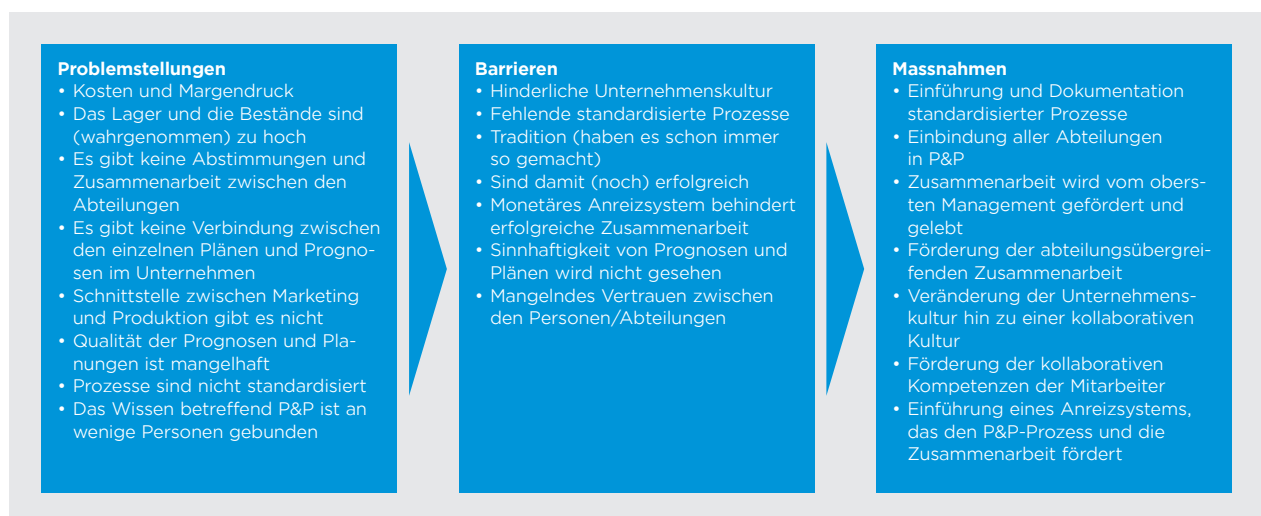 Problemstellungen
• Kosten und Margendruck
• Das Lager und die Bestände sind
(wahrgenommen) zu hoch
• Es gibt keine Abstimmungen und
Zusammenarbeit zwischen den
Abteilungen
• Es gibt keine Verbindung zwischen
den einzelnen Plänen und Progno-
sen im Unternehmen
• Schnittstelle zwischen Marketing
und Produktion gibt es nicht
• Qualität der Prognosen und Pla-
nungen ist mangelhaft
• Prozesse sind nicht standardisiert
• Das Wissen betreffend P&P ist an
wenige Personen gebunden
Barrieren
• Hinderliche Unternehmenskultur
• Fehlende standardisierte Prozesse
• Tradition (haben es schon immer
so gemacht)
• Sind damit (noch) erfolgreich
• Monetäres Anreizsystem behindert
erfolgreiche Zusammenarbeit
• Sinnhaftigkeit von Prognosen und
Plänen wird nicht gesehen
• Mangelndes Vertrauen zwischen
den Personen/Abteilungen
Massnahmen
• Einführung und Dokumentation
standardisierter Prozesse
• Einbindung aller Abteilungen
in P&P
• Zusammenarbeit wird vom obers-
ten Management gefördert und
gelebt
• Förderung der abteilungsübergrei-
fenden Zusammenarbeit
• Veränderung der Unternehmens-
kultur hin zu einer kollaborativen
Kultur
• Förderung der kollaborativen
Kompetenzen der Mitarbeiter
• Einführung eines Anreizsystems,
das den P&P-Prozess und die
Zusammenarbeit fördert